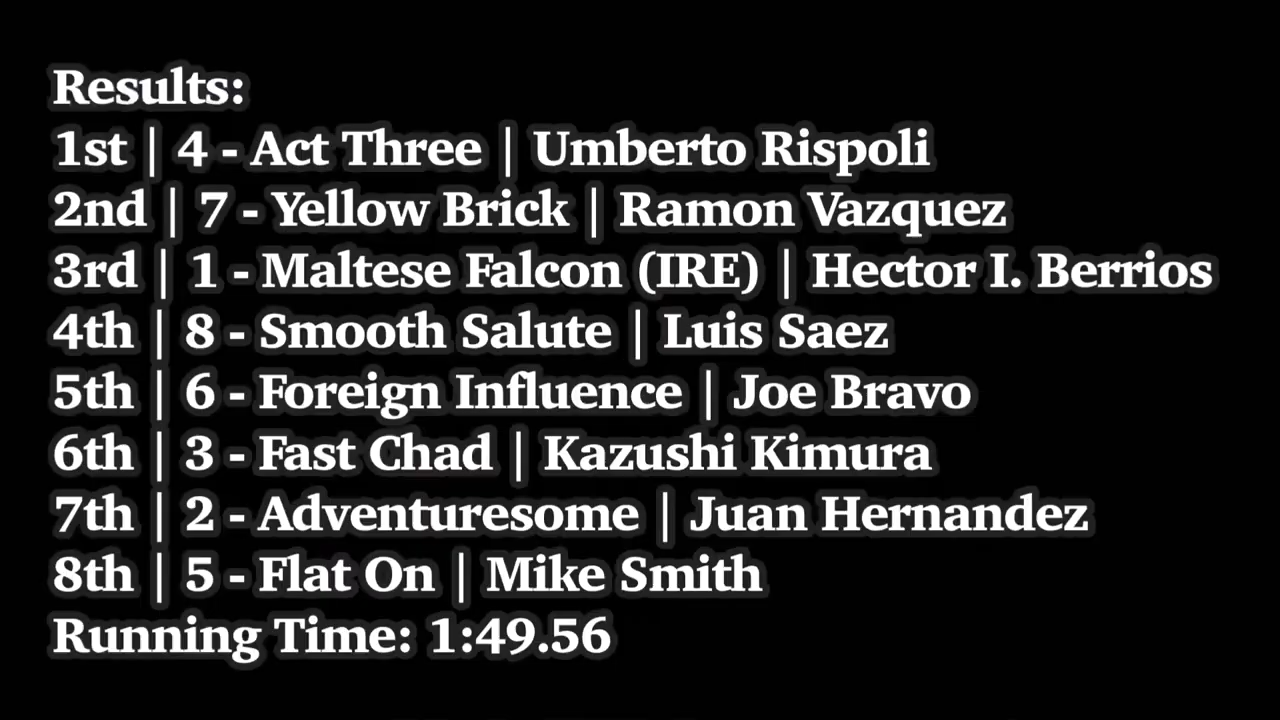 Results:
1st | 4 - Act Three | Umberto Rispoli
2nd | 7 - Yellow Brick | Ramon Vazquez
3rd | 1 - Maltese Falcon (IRE) | Hector I. Berrios
4th | 8 - Smooth Salute | Luis Saez
5th | 6 - Foreign Influence | Joe Bravo
6th | 3 - Fast Chad | Kazushi Kimura
7th | 2 - Adventuresome | Juan Hernandez
8th | 5 - Flat On | Mike Smith
Running Time: 1:49.56